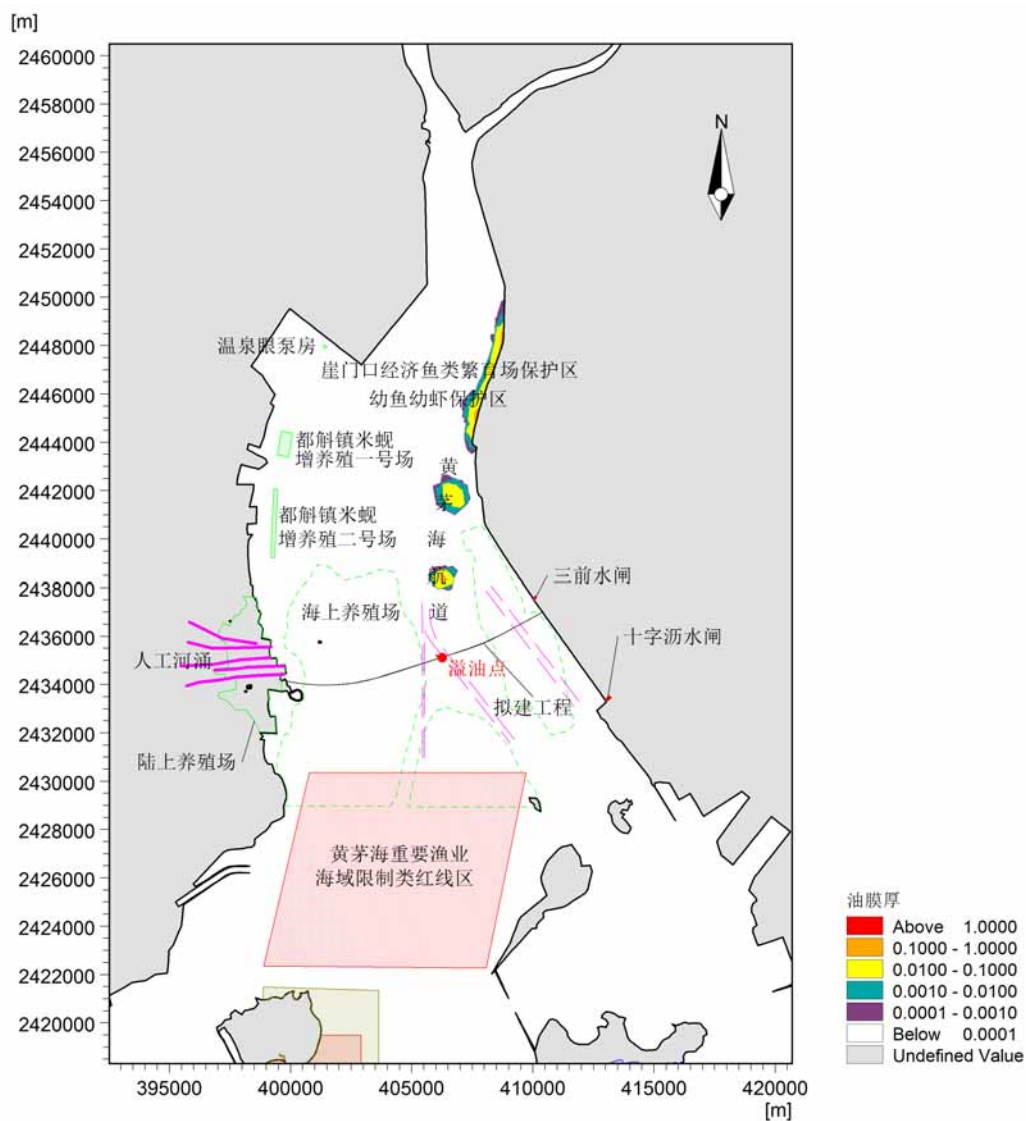 [m]
2460000
2458000
2456000
2454000
2452000
2450000
2448000
2446000
2444000
2442000
2440000
2438000
2436000
2434000
2432000
2430000
2428000
2426000
2424000
2422000
2420000
N
温泉眼泵房
崖门口经济鱼类繁育场保护区
幼鱼幼虾保护区
都斛镇米蚬
增养殖一号场
都斛镇米蚬
增养殖二号场
黄
茅
海
航
道
三前水闸
海上养殖场
十字沥水闸
人工河涌
溢油点
拟建工程
陆上养殖场
黄茅海重要渔业
海域限制类红线区
油膜厚
Above 1.0000
0.1000 - 1.0000
0.0100 - 0.1000
0.0010 - 0.0100
0.0001 - 0.0010
Below 0.0001
Undefined Value
395000 400000 405000 410000 415000 420000
[m]